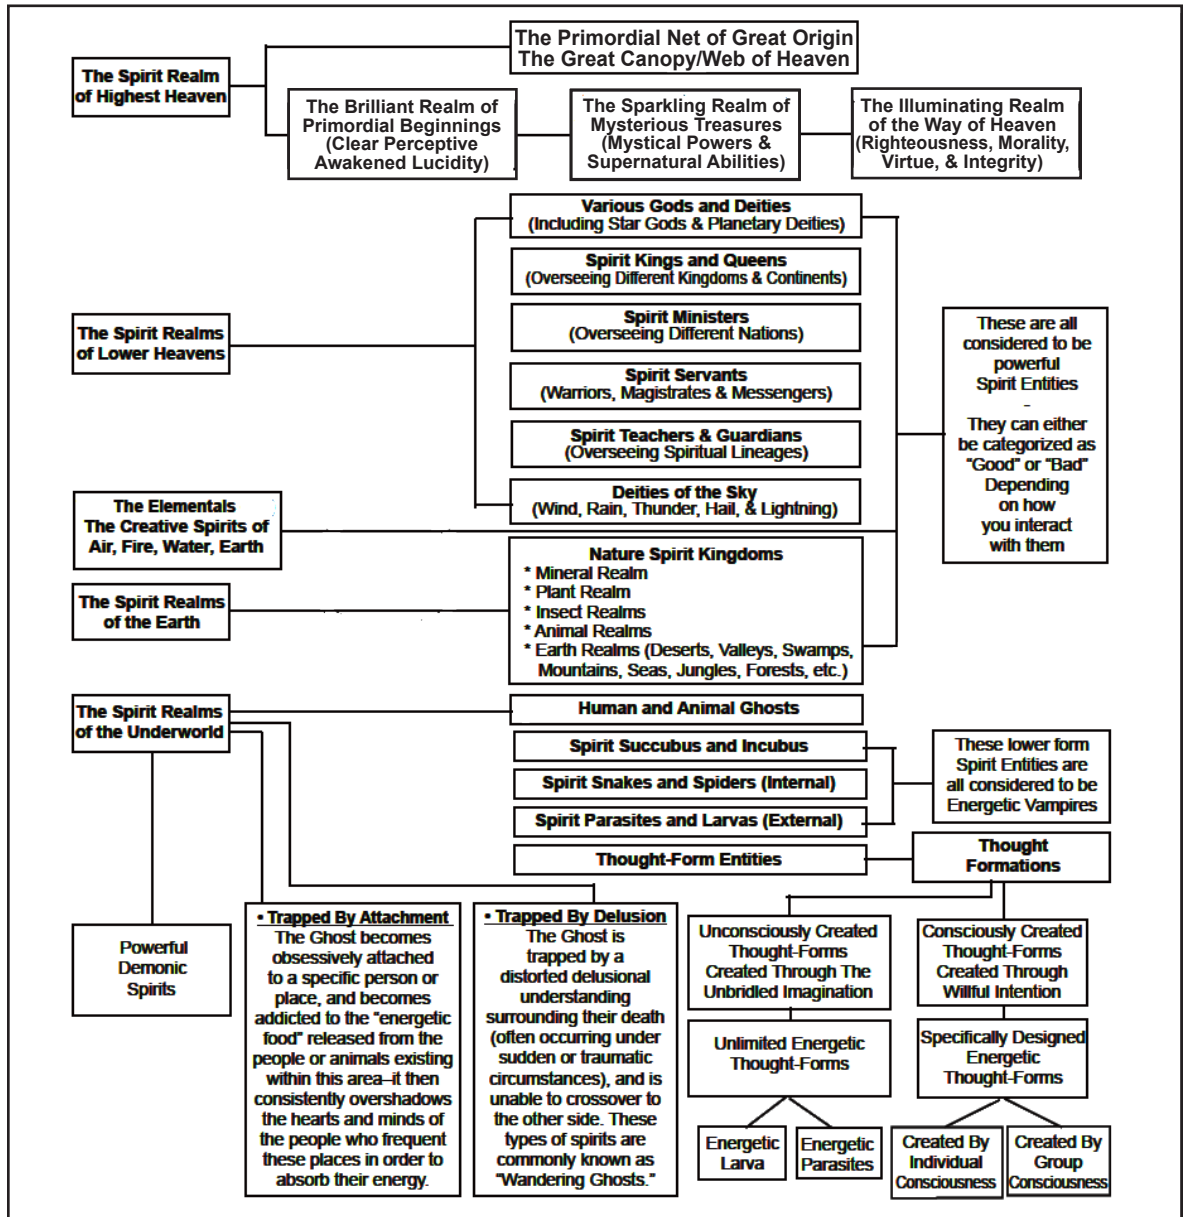 The Primordial Net of Great Origin
The Great Canopy/Web of Heaven
The Spirit Realm
of Highest Heaven
The Brilliant Realm of
Primordial Beginnings
(Clear Perceptive
Awakened Lucidity)
The Sparkling Realm of
Mysterious Treasures
(Mystical Powers &
Supernatural Abilities)
The Illuminating Realm
of the Way of Heaven
(Righteousness, Morality,
Virtue, & Integrity)
Various Gods and Deities
(Including Star Gods & Planetary Deities)
Spirit Kings and Queens
(Overseeing Different Kingdoms & Continents)
The Spirit Realms
of Lower Heavens
Spirit Ministers
(Overseeing Different Nations)
Spirit Servants
(Warriors, Magistrates & Messengers)
Spirit Teachers & Guardians
(Overseeing Spiritual Lineages)
Deities of the Sky
(Wind, Rain, Thunder, Hail, & Lightning)
These are all
considered to be
powerful
Spirit Entities
-
They can either
be categorized as
“Good” or “Bad”
Depending
on how
you interact
with them
The Elementals
The Creative Spirits of
Air, Fire, Water, Earth
The Spirit Realms
of the Earth
Nature Spirit Kingdoms
* Mineral Realm
* Plant Realm
* Insect Realms
* Animal Realms
* Earth Realms (Deserts, Valleys, Swamps,
Mountains, Seas, Jungles, Forests, etc.)
The Spirit Realms
of the Underworld
Human and Animal Ghosts
Spirit Succubus and Incubus
Spirit Snakes and Spiders (Internal)
Spirit Parasites and Larvas (External)
These lower form
Spirit Entities are
all considered to be
Energetic Vampires
Thought-Form Entities
Thought
Formations
Powerful
Demonic
Spirits
• Trapped By Attachment
The Ghost becomes
obsessively attached
to a specific person or
place, and becomes
addicted to the “energetic
food” released from the
people or animals existing
within this area–it then
consistently overshadows
the hearts and minds of
the people who frequent
these places in order to
absorb their energy.
• Trapped By Delusion
The Ghost is
trapped by a
distorted delusional
understanding
surrounding their death
(often occurring under
sudden or traumatic
circumstances), and is
unable to crossover to
the other side. These
types of spirits are
commonly known as
“Wandering Ghosts.”
Unconsciously Created
Thought-Forms
Created Through The
Unbridled Imagination
Consciously Created
Thought-Forms
Created Through
Willful Intention
Unlimited Energetic
Thought-Forms
Specifically Designed
Energetic
Thought-Forms
Energetic
Larva
Energetic
Parasites
Created By
Individual
Consciousness
Created By
Group
Consciousness